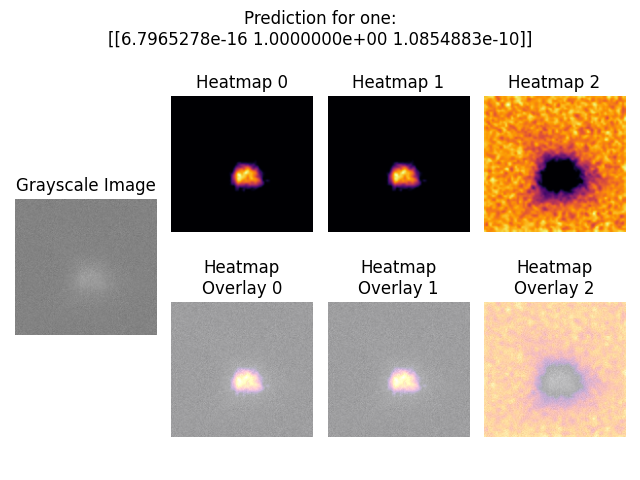 Prediction for one:
[[6.7965278e-16 1.0000000e+00 1.0854883e-10]]
Heatmap 0
Heatmap 1
Heatmap 2
Grayscale Image
Heatmap
Overlay 0
Heatmap
Overlay 1
Heatmap
Overlay 2